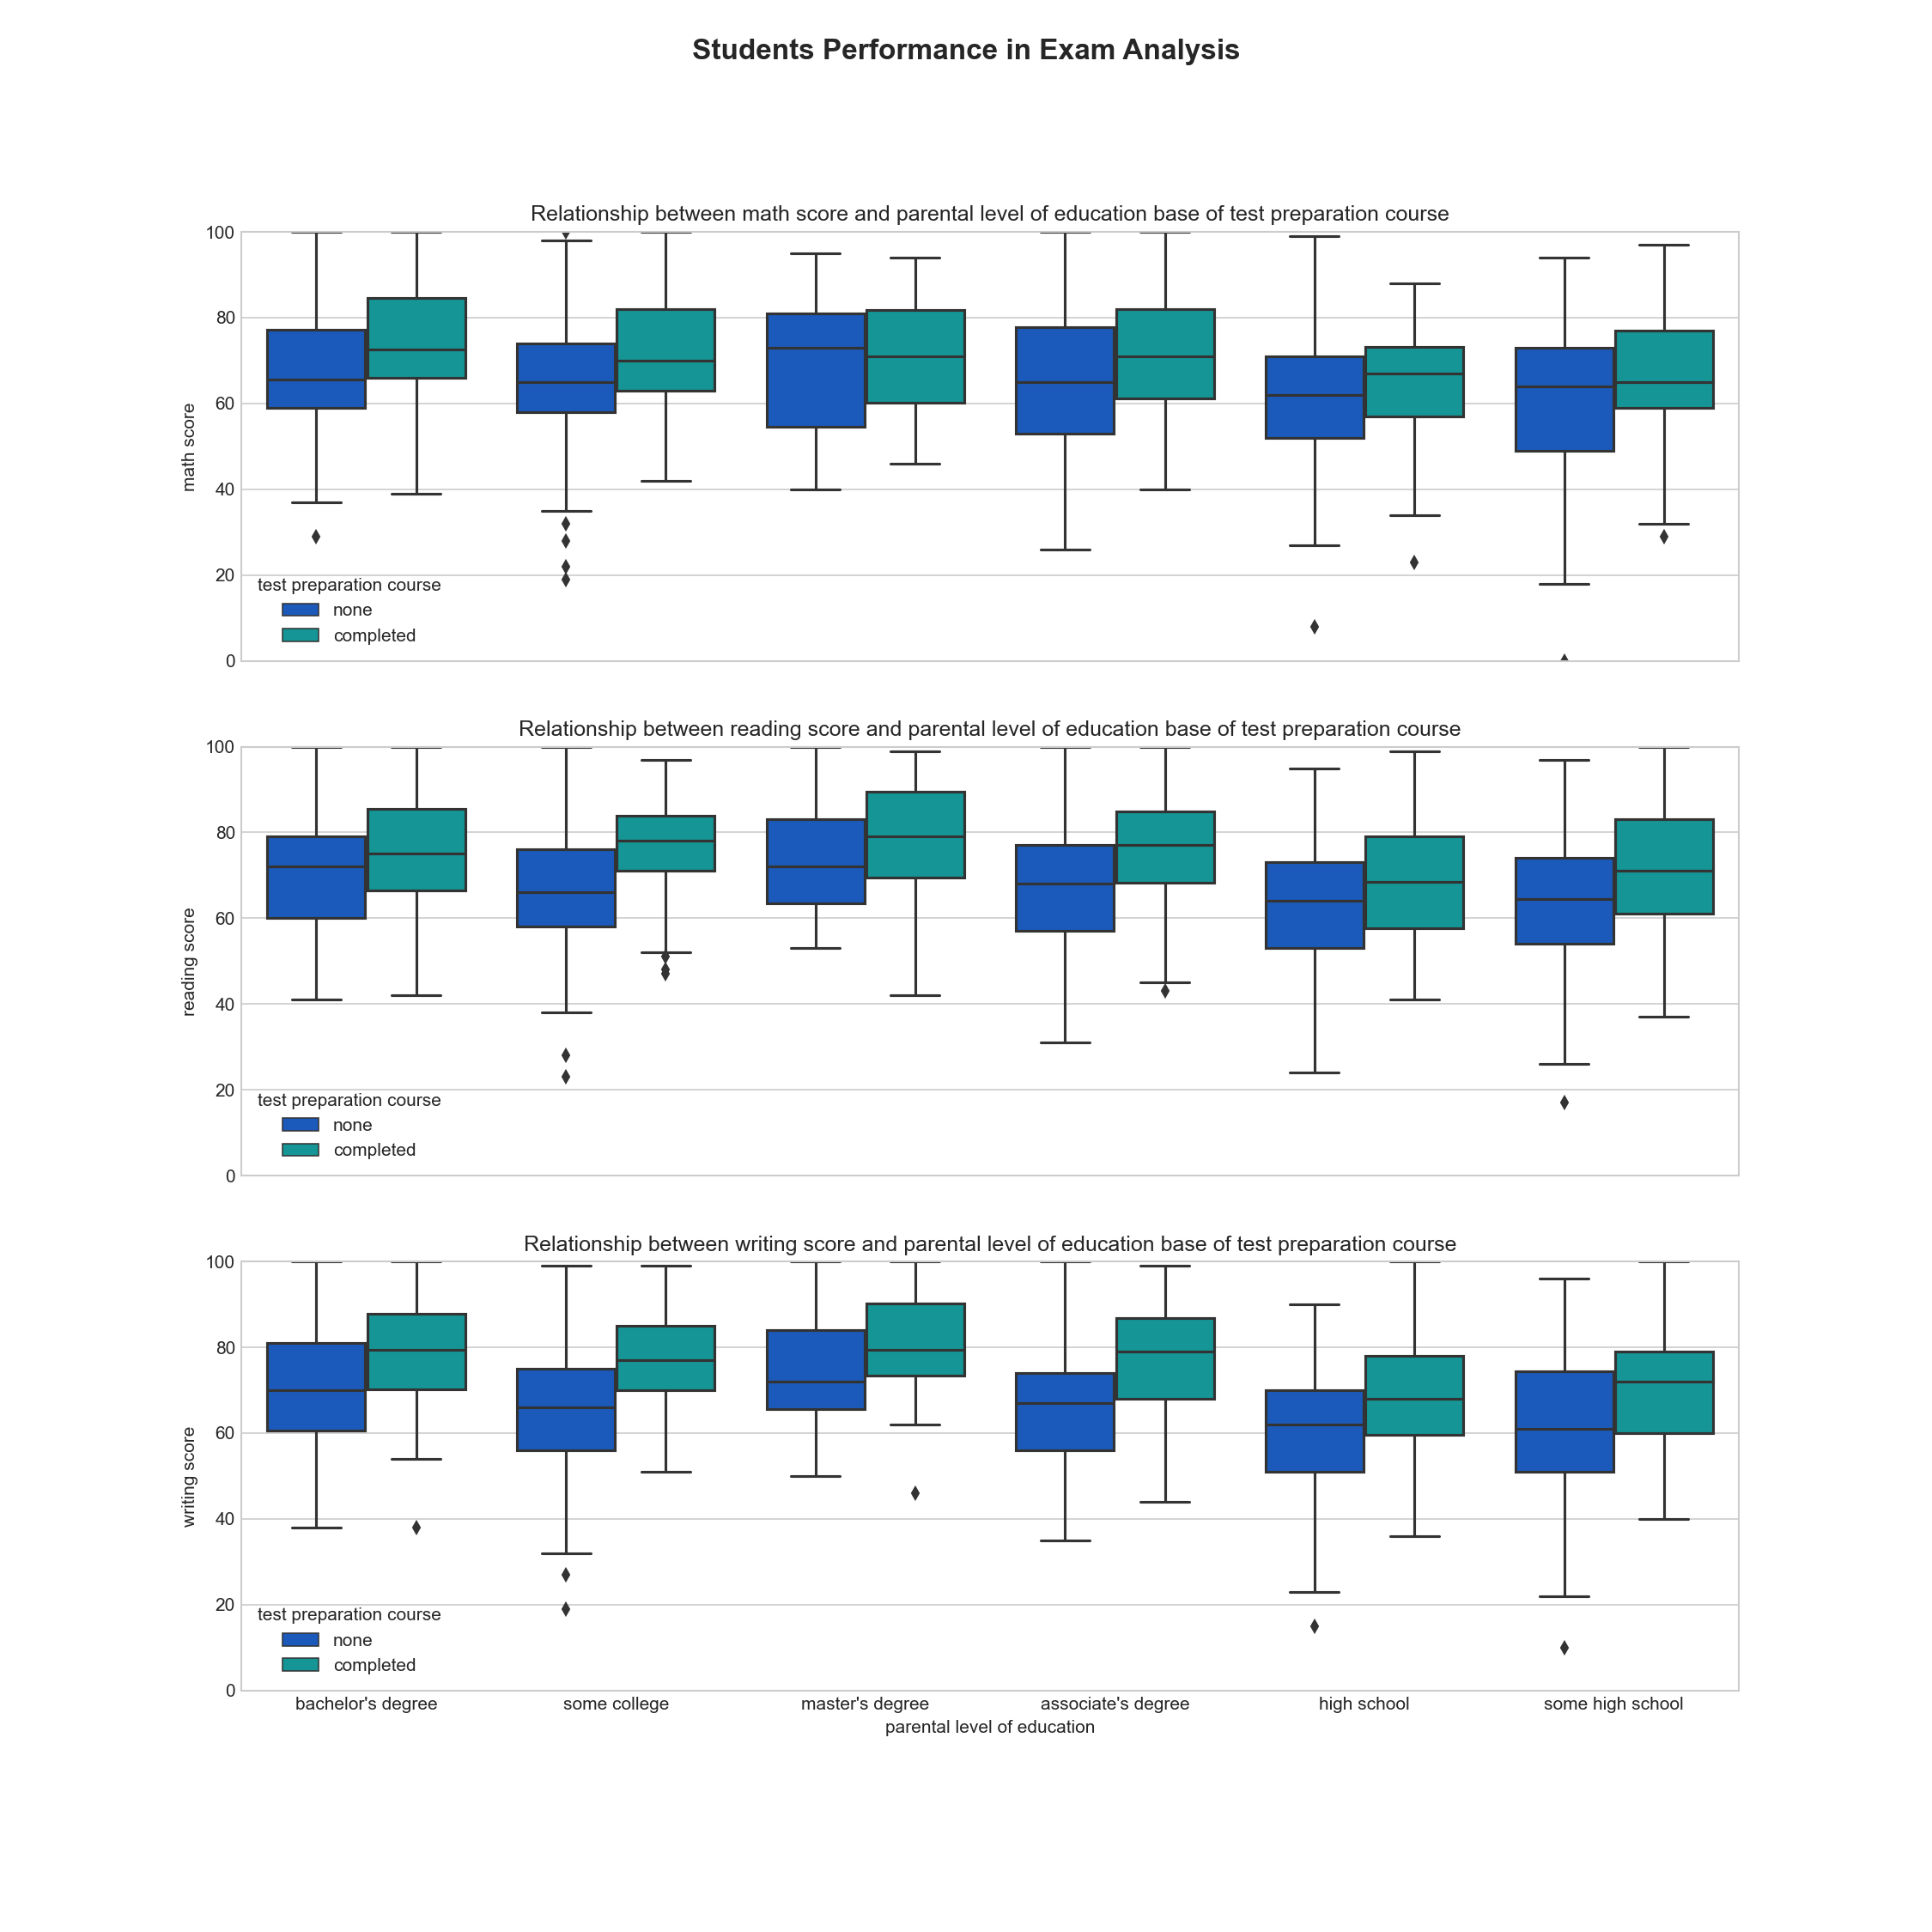 Students Performance in Exam Analysis
Relationship between math score and parental level of education base of test preparation course
100
80
60
40
20
0
math score
test preparation course
none
completed
Relationship between reading score and parental level of education base of test preparation course
100
80
60
40
20
0
reading score
test preparation course
none
completed
Relationship between writing score and parental level of education base of test preparation course
100
80
60
40
20
0
writing score
test preparation course
none
completed
bachelor's degree some college master's degree associate's degree high school some high school
parental level of education